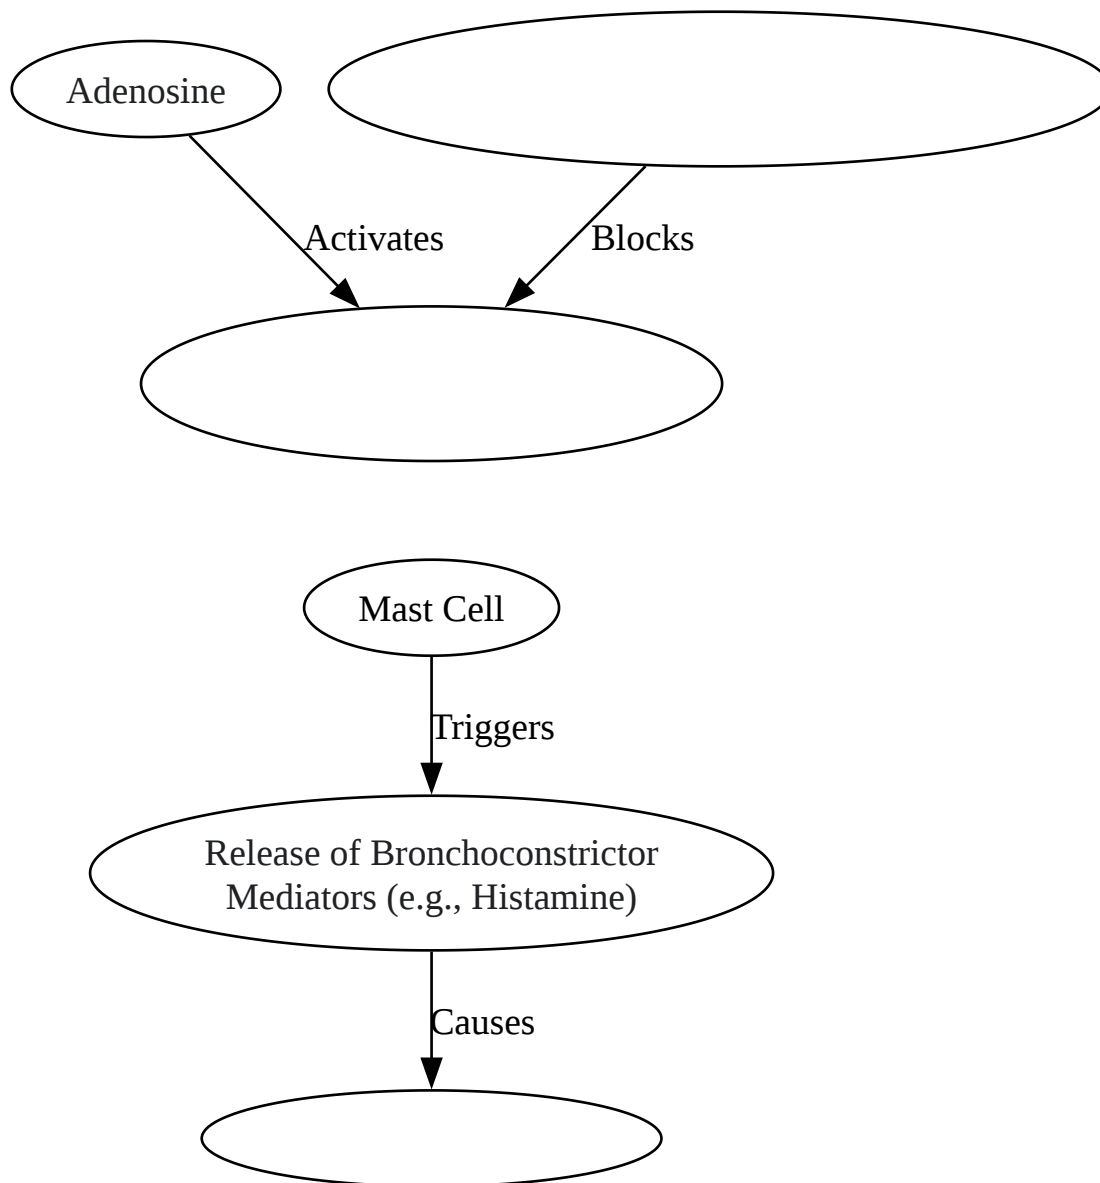 Adenosine
Activates
Blocks
Mast Cell
Triggers
Release of Bronchoconstrictor
Mediators (e.g., Histamine)
Causes